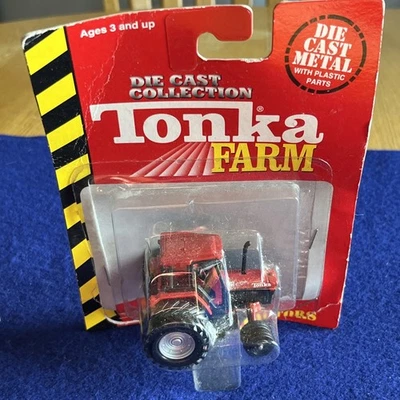 Ages 3 and up
DIE CAST METAL
WITH PLASTIC
PARTS
DIE CAST
COLLECTION
Tonka®
FARM
Tonka